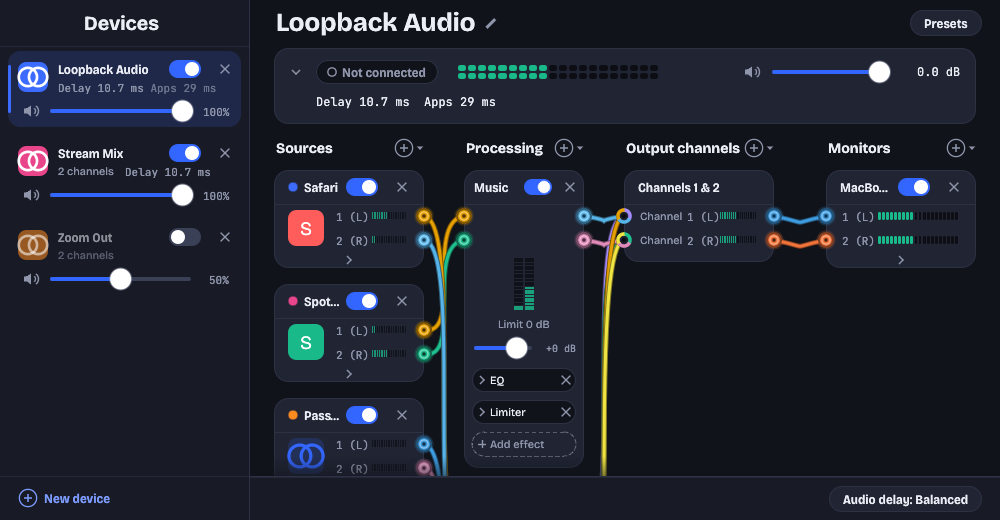 Devices
Loopback Audio
Delay 10.7 ms Apps 29 ms
100%
Stream Mix
2 channels Delay 10.7 ms
100%
Zoom Out
2 channels
50%
New device
Loopback Audio
Presets
Not connected
0.0 dB
Delay 10.7 ms Apps 29 ms
Sources
Safari
S
1 (L)
2 (R)
Spot...
S
1 (L)
2 (R)
Pass...
1 (L)
2 (R)
Processing
Music
Limit 0 dB
+0 dB
EQ
Limiter
+ Add effect
Output channels
Channels 1 & 2
Channel 1 (L)
Channel 2 (R)
Monitors
MacBo...
1 (L)
2 (R)
Audio delay: Balanced